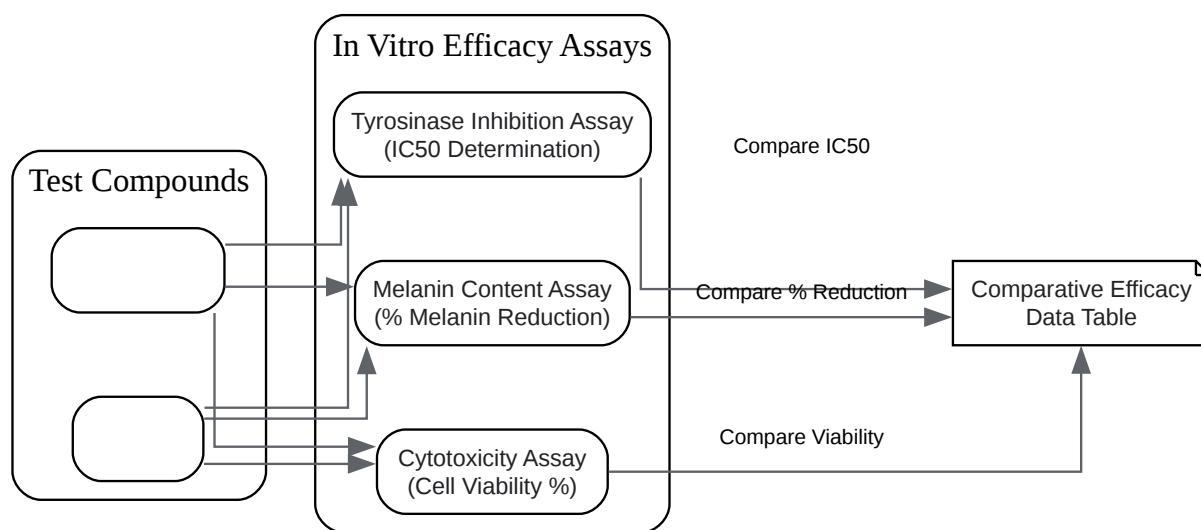 In Vitro Efficacy Assays
Tyrosinase Inhibition Assay
(IC50 Determination)
Compare IC50
Test Compounds
Melanin Content Assay
(% Melanin Reduction)
Compare % Reduction
Comparative Efficacy
Data Table
Compare Viability
Cytotoxicity Assay
(Cell Viability %)